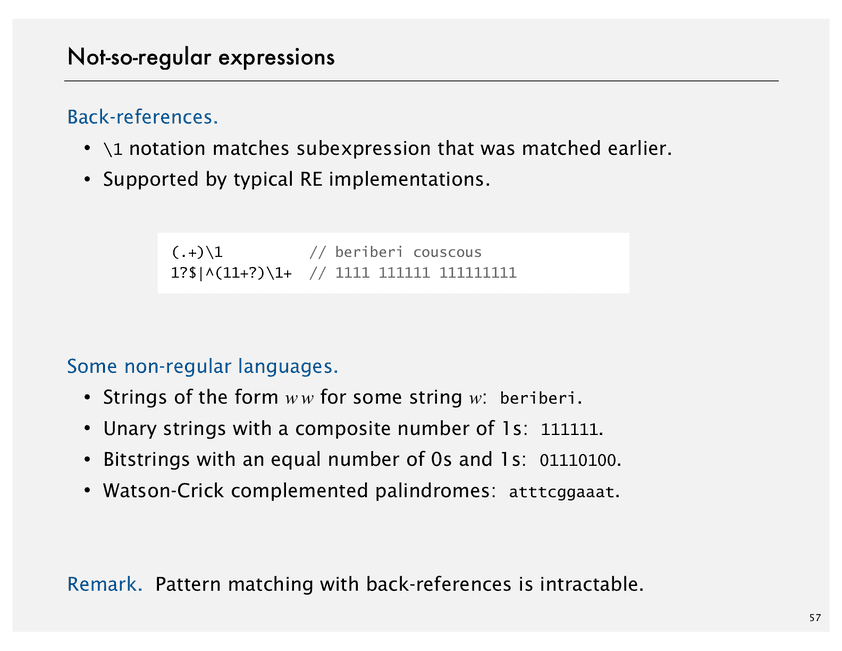 Not-so-regular expressions
Back-references.
• \1 notation matches subexpression that was matched earlier.
• Supported by typical RE implementations.
(.+)\1 // beriberi couscous
1?$|^(11+?)\1+ // 1111 111111 111111111
Some non-regular languages.
• Strings of the form w w for some string w: beriberi.
• Unary strings with a composite number of 1s: 111111.
• Bitstrings with an equal number of 0s and 1s: 01110100.
• Watson-Crick complemented palindromes: atttcggaaat.
Remark. Pattern matching with back-references is intractable.
57